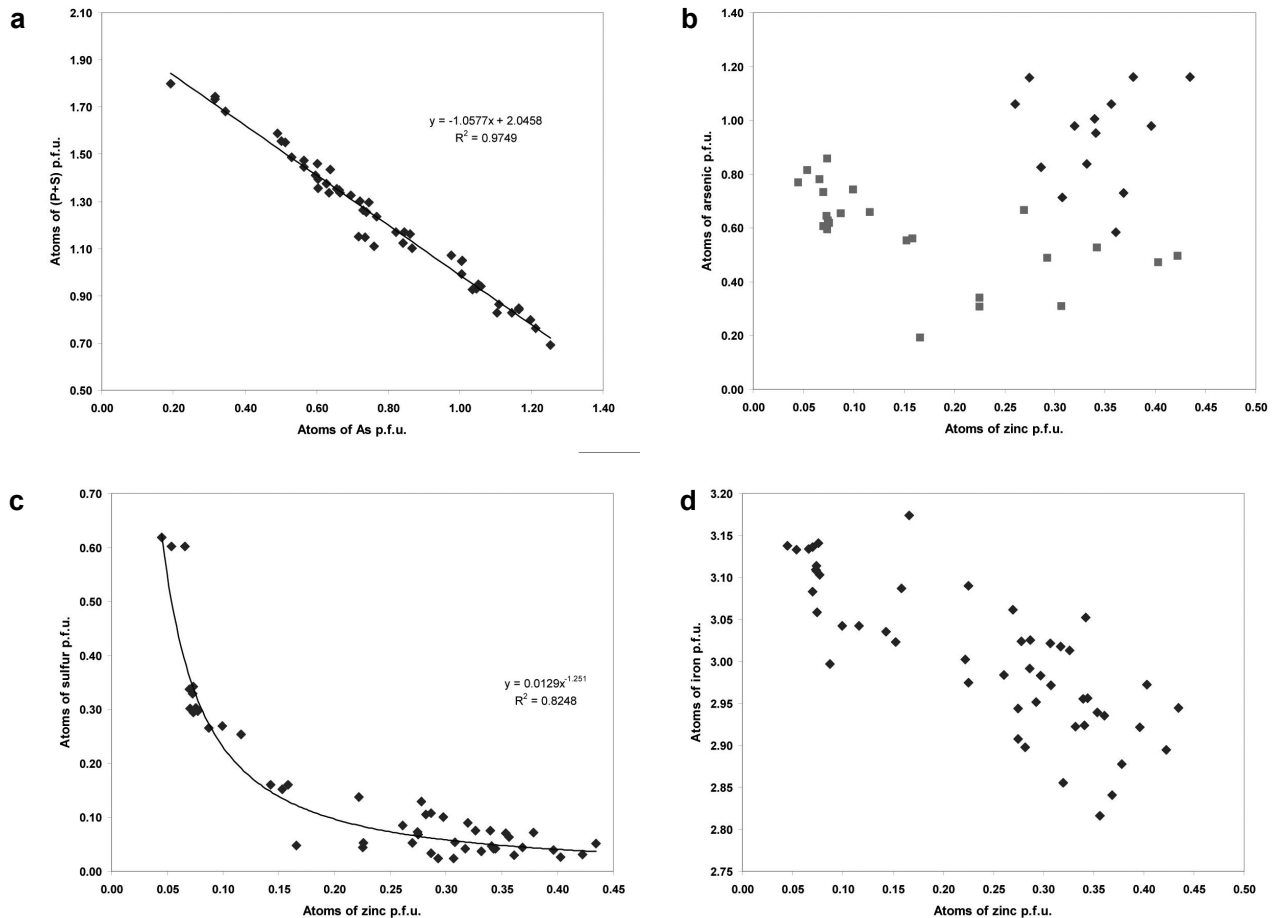 a
2.10
1.90
1.70
1.50
1.30
1.10
0.90
0.70
0.50
Atoms of (P+S) p.f.u.
y = -1.0577x + 2.0458
R² = 0.9749
0.00 0.20 0.40 0.60 0.80 1.00 1.20 1.40
Atoms of As p.f.u.
b
1.40
1.20
1.00
0.80
0.60
0.40
0.20
0.00
Atoms of arsenic p.f.u.
0.00 0.05 0.10 0.15 0.20 0.25 0.30 0.35 0.40 0.45 0.50
Atoms of zinc p.f.u.
c
0.70
0.60
0.50
0.40
0.30
0.20
0.10
0.00
Atoms of sulfur p.f.u.
y = 0.0129x^-1.251
R² = 0.8248
0.00 0.05 0.10 0.15 0.20 0.25 0.30 0.35 0.40 0.45
Atoms of zinc p.f.u.
d
3.20
3.15
3.10
3.05
3.00
2.95
2.90
2.85
2.80
2.75
Atoms of iron p.f.u.
0.00 0.05 0.10 0.15 0.20 0.25 0.30 0.35 0.40 0.45 0.50
Atoms of zinc p.f.u.